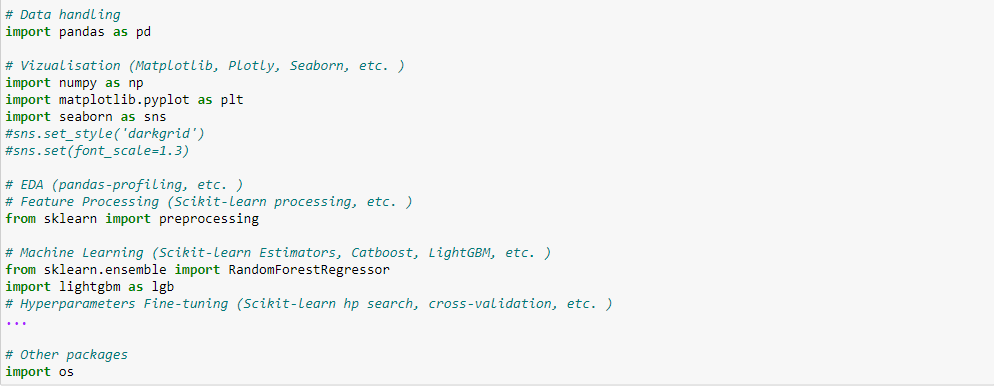 # Data handling
import pandas as pd
# Vizualisation (Matplotlib, Plotly, Seaborn, etc. )
import numpy as np
import matplotlib.pyplot as plt
import seaborn as sns
#sns.set_style('darkgrid')
#sns.set(font_scale=1.3)
# EDA (pandas-profiling, etc. )
# Feature Processing (Scikit-learn processing, etc. )
from sklearn import preprocessing
# Machine Learning (Scikit-learn Estimators, Catboost, LightGBM, etc. )
from sklearn.ensemble import RandomForestRegressor
import lightgbm as lgb
# Hyperparameters Fine-tuning (Scikit-learn hp search, cross-validation, etc. )
...
# Other packages
import os